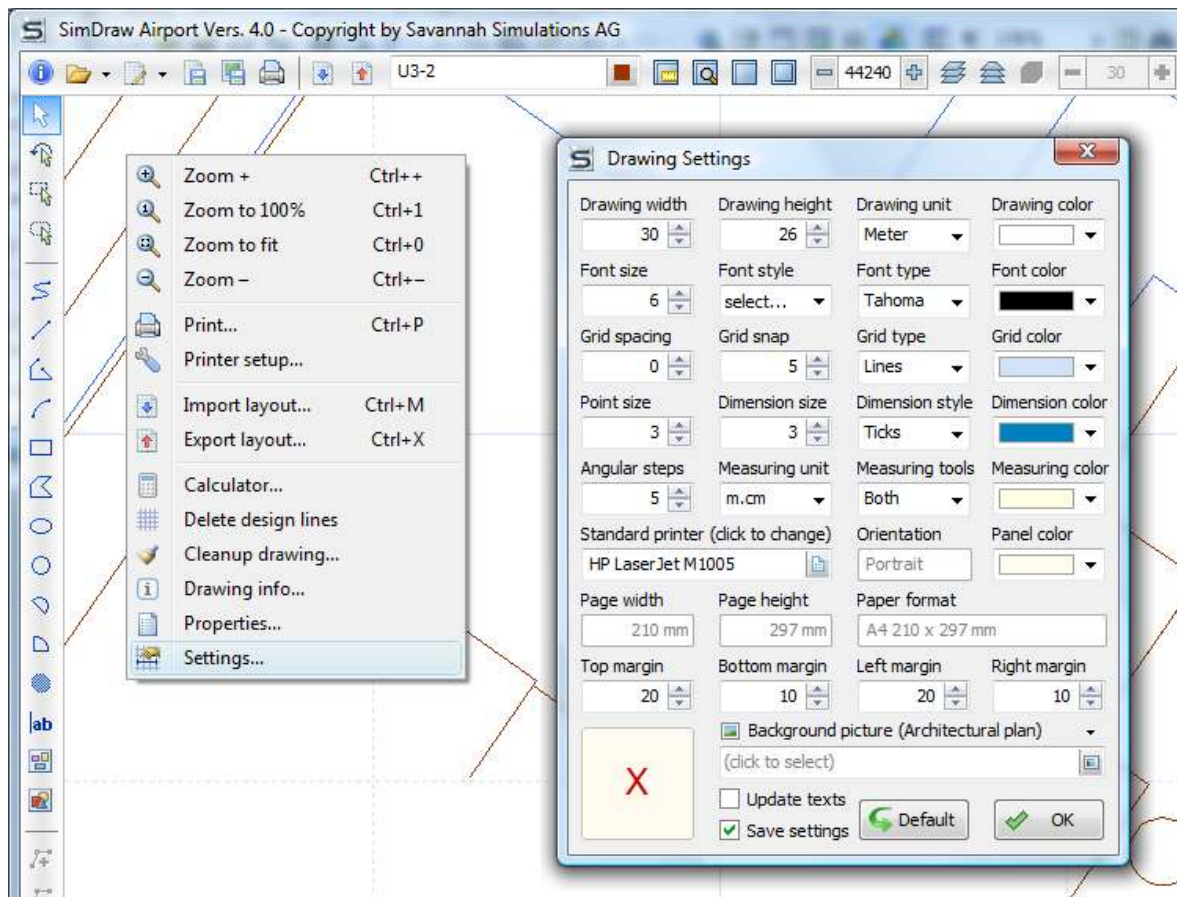 SimDraw Airport Vers. 4.0 - Copyright by Savannah Simulations AG
U3-2 44240 30
Zoom + Ctrl++
Zoom to 100% Ctrl+1
Zoom to fit Ctrl+0
Zoom – Ctrl+–
Print... Ctrl+P
Printer setup...
Import layout... Ctrl+M
Export layout... Ctrl+X
Calculator...
Delete design lines
Cleanup drawing...
Drawing info...
Properties...
Settings...
ab
Drawing Settings
Drawing width Drawing height Drawing unit Drawing color
30 26 Meter
Font size Font style Font type Font color
6 select... Tahoma
Grid spacing Grid snap Grid type Grid color
0 5 Lines
Point size Dimension size Dimension style Dimension color
3 3 Ticks
Angular steps Measuring unit Measuring tools Measuring color
5 m.cm Both
Standard printer (click to change) Orientation Panel color
HP LaserJet M1005 Portrait
Page width Page height Paper format
210 mm 297 mm A4 210 x 297 mm
Top margin Bottom margin Left margin Right margin
20 10 20 10
Background picture (Architectural plan)
(click to select)
X
Update texts
Save settings
Default OK